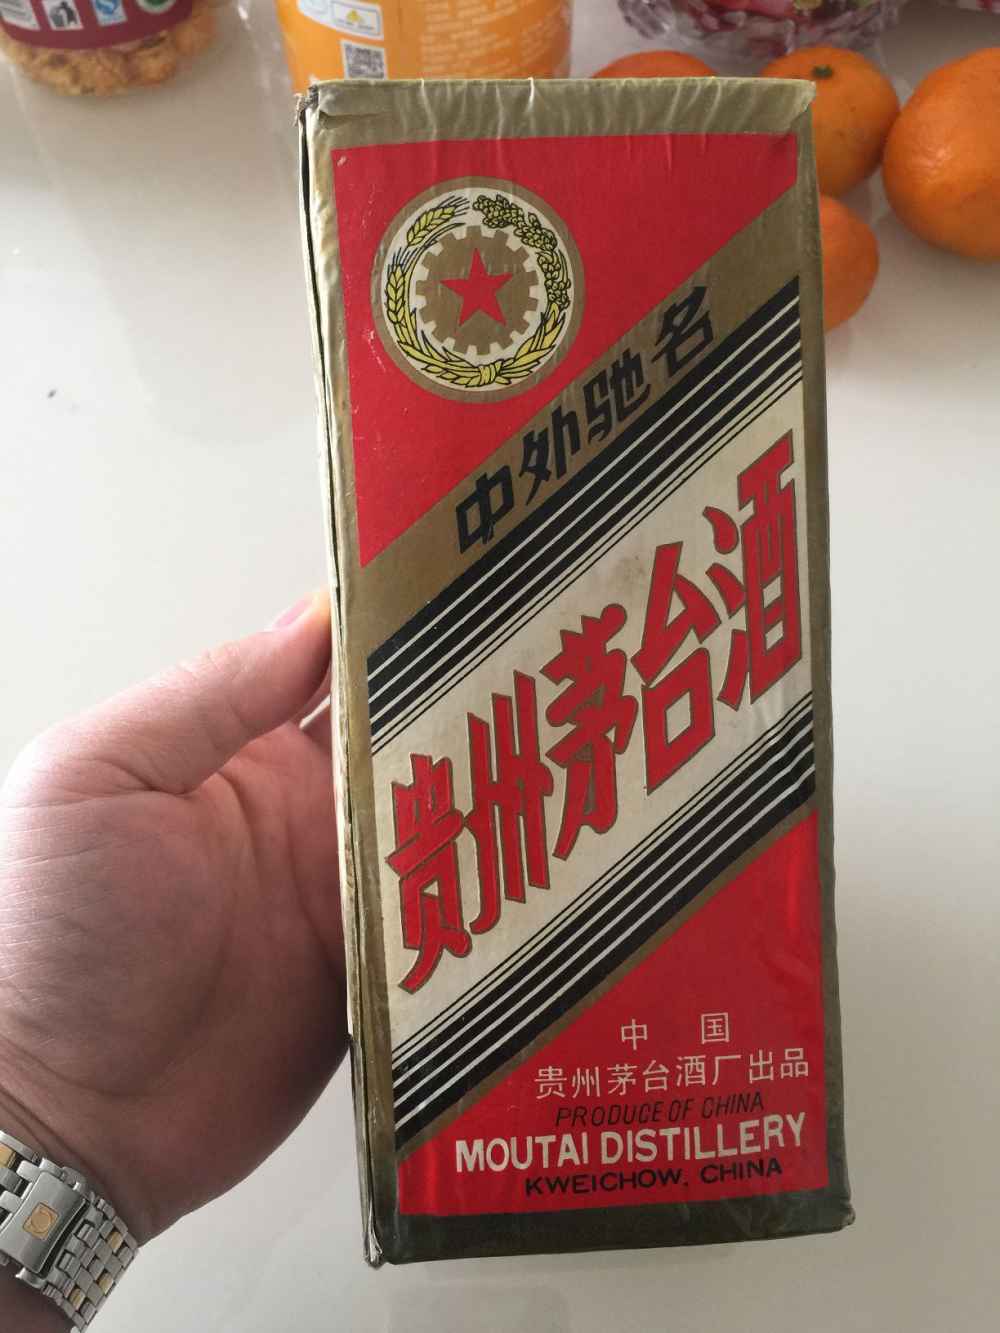 中外驰名
贵州茅台酒
中 国
贵州茅台酒厂出品
PRODUCE OF CHINA
MOUTAI DISTILLERY
KWEICHOW. CHINA